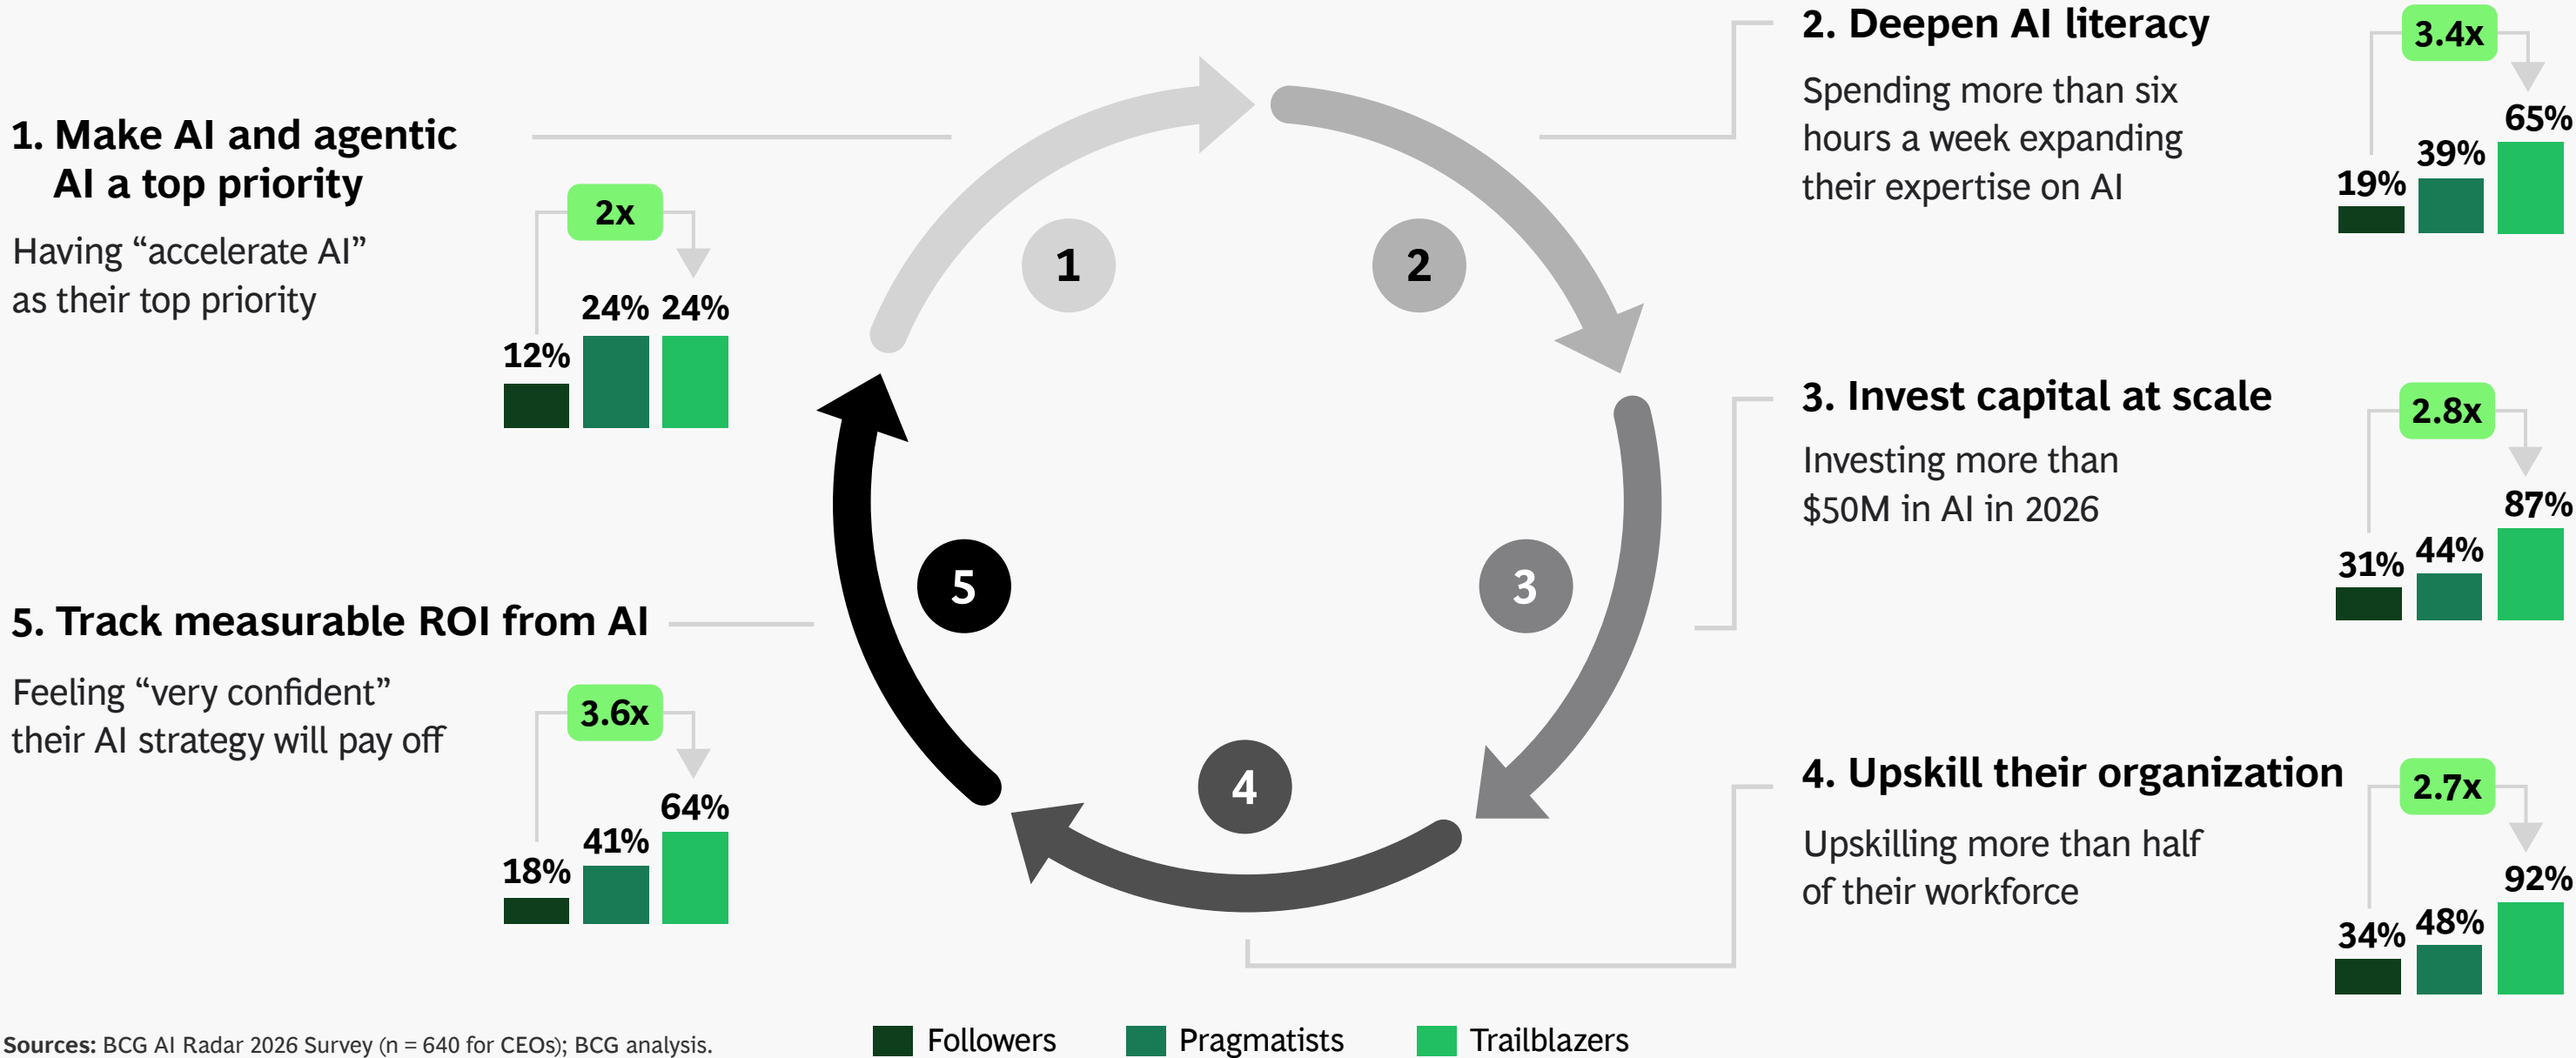 1. Make AI and agentic
AI a top priority
Having “accelerate AI”
as their top priority
2x
12%
24%
24%
2. Deepen AI literacy
Spending more than six
hours a week expanding
their expertise on AI
3.4x
19%
39%
65%
3. Invest capital at scale
Investing more than
$50M in AI in 2026
2.8x
31%
44%
87%
4. Upskill their organization
Upskilling more than half
of their workforce
2.7x
34%
48%
92%
5. Track measurable ROI from AI
Feeling “very confident”
their AI strategy will pay off
3.6x
18%
41%
64%
1
2
3
4
5
Followers
Pragmatists
Trailblazers
Sources: BCG AI Radar 2026 Survey (n = 640 for CEOs); BCG analysis.